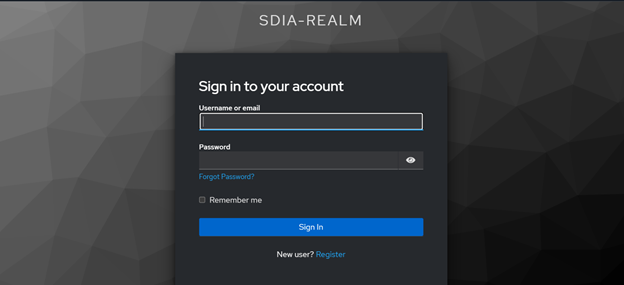 SDIA-REALM
Sign in to your account
Username or email
Password
Forgot Password?
Remember me
Sign In
New user? Register